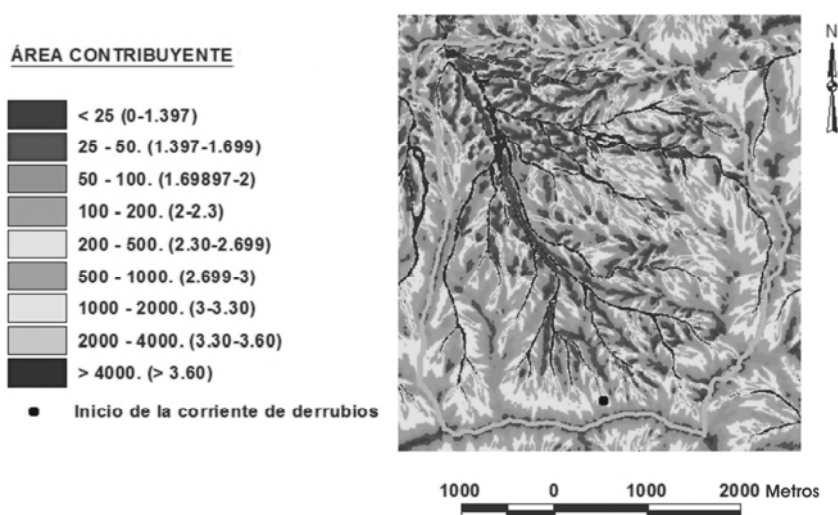 ÁREA CONTRIBUYENTE
< 25 (0-1.397)
25 - 50. (1.397-1.699)
50 - 100. (1.69897-2)
100 - 200. (2-2.3)
200 - 500. (2.30-2.699)
500 - 1000. (2.699-3)
1000 - 2000. (3-3.30)
2000 - 4000. (3.30-3.60)
> 4000. (> 3.60)
Inicio de la corriente de derrubios
N
1000 0 1000 2000 Metros